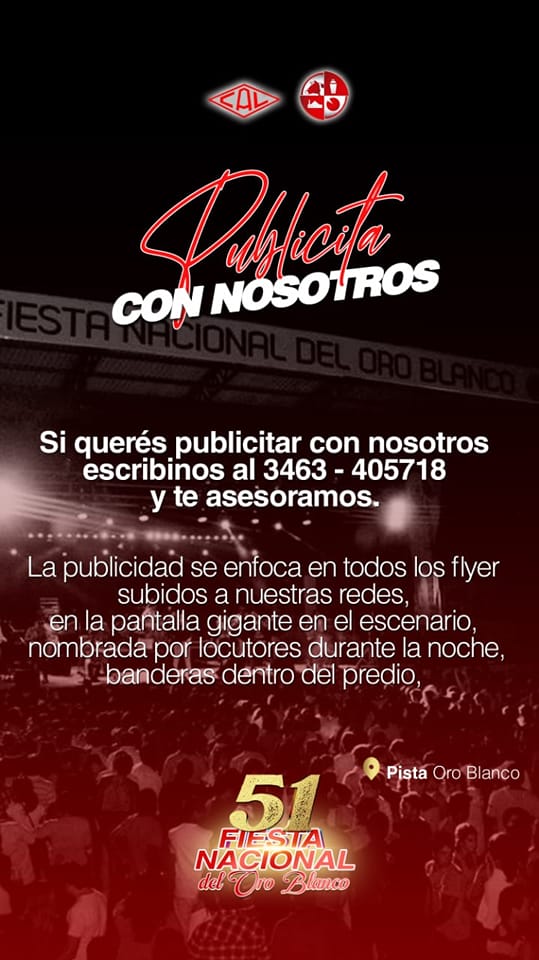 CAL
Publicita
CON NOSOTROS
FIESTA NACIONAL DEL ORO BLANCO
Si querés publicitar con nosotros
escribinos al 3463 - 405718
y te asesoramos.
La publicidad se enfoca en todos los flyer
subidos a nuestras redes,
en la pantalla gigante en el escenario,
nombrada por locutores durante la noche,
banderas dentro del predio,
Pista Oro Blanco
51
FIESTA
NACIONAL
del Oro Blanco